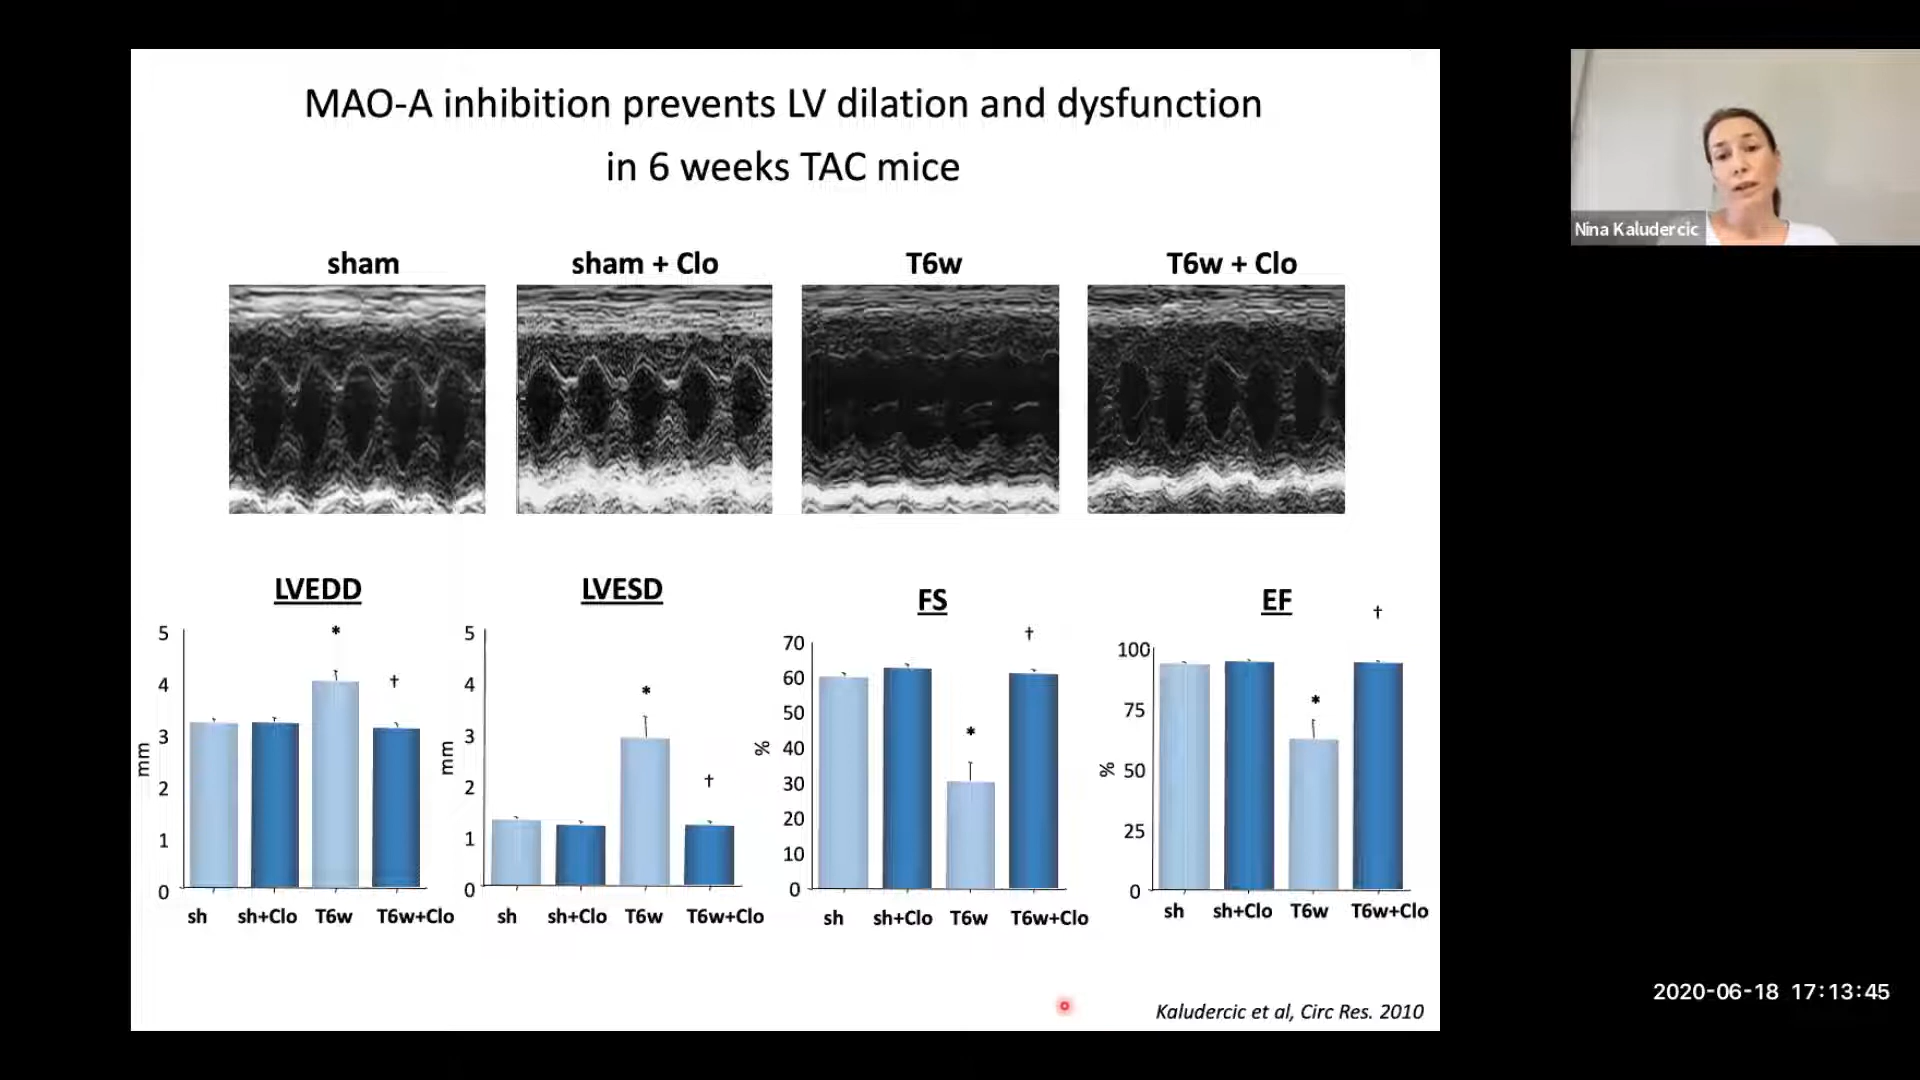 MAO-A inhibition prevents LV dilation and dysfunction
in 6 weeks TAC mice
Nina Kaludercic
sham
sham + Clo
T6w
T6w + Clo
LVEDD
5
4
3
2
1
0
mm
*
†
sh
sh+Clo
T6w
T6w+Clo
LVESD
5
4
3
2
1
0
mm
*
†
sh
sh+Clo
T6w
T6w+Clo
FS
70
60
50
40
30
20
10
0
%
*
†
sh
sh+Clo
T6w
T6w+Clo
EF
100
75
50
25
0
%
*
†
sh
sh+Clo
T6w
T6w+Clo
Kaludercic et al, Circ Res. 2010
2020-06-18 17:13:45